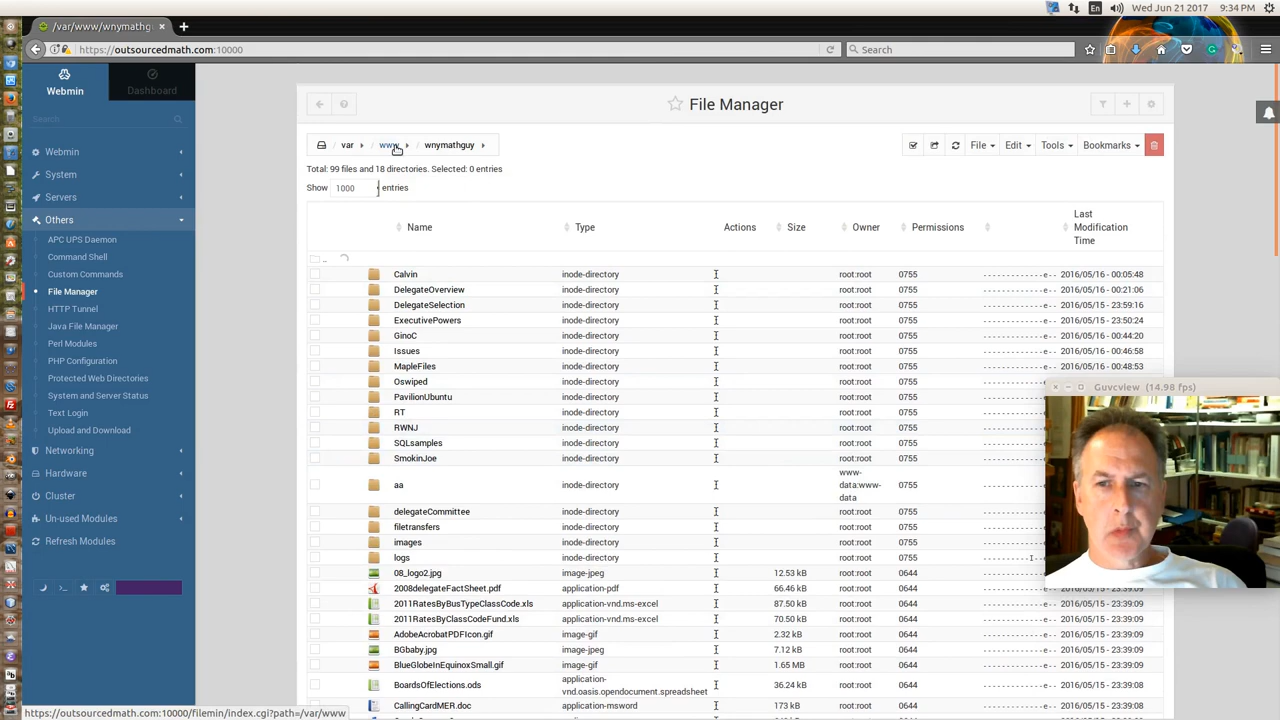 En
Wed Jun 21 2017 9:34 PM
/var/www/wnymathg
https://outsourcedmath.com:10000
Search
Webmin
Dashboard
Search
Webmin
System
Servers
Others
APC UPS Daemon
Command Shell
Custom Commands
File Manager
HTTP Tunnel
Java File Manager
Perl Modules
PHP Configuration
Protected Web Directories
System and Server Status
Text Login
Upload and Download
Networking
Hardware
Cluster
Un-used Modules
Refresh Modules
File Manager
/ var / www / wnymathguy
File Edit Tools Bookmarks
Total: 99 files and 18 directories. Selected: 0 entries
Show 1000 entries
Name Type Actions Size Owner Permissions Last Modification Time
..
Calvin inode-directory root:root 0755 -------------e-- 2016/05/16 - 00:05:48
DelegateOverview inode-directory root:root 0755 -------------e-- 2016/05/16 - 00:21:06
DelegateSelection inode-directory root:root 0755 -------------e-- 2016/05/15 - 23:59:16
ExecutivePowers inode-directory root:root 0755 -------------e-- 2016/05/15 - 23:50:24
GinoC inode-directory root:root 0755 -------------e-- 2016/05/16 - 00:44:20
Issues inode-directory root:root 0755 -------------e-- 2016/05/16 - 00:46:58
MapleFiles inode-directory root:root 0755 -------------e-- 2016/05/16 - 00:48:53
Oswiped inode-directory root:root 0755
PavilionUbuntu inode-directory root:root 0755
RT inode-directory root:root 0755
RWNJ inode-directory root:root 0755
SQLsamples inode-directory root:root 0755
SmokinJoe inode-directory root:root 0755
aa inode-directory www-data:www-data 0755
delegateCommittee inode-directory root:root 0755
filetransfers inode-directory root:root 0755
images inode-directory root:root 0755
logs inode-directory root:root 0755
08_logo2.jpg image-jpeg 12.53 kB root:root 0644
2008delegateFactSheet.pdf application-pdf 66.46 kB root:root 0644
2011RatesByBusTypeClassCode.xls application-vnd.ms-excel 87.50 kB root:root 0644 -------------e-- 2016/05/15 - 23:39:09
2011RatesByClassCodeFund.xls application-vnd.ms-excel 70.50 kB root:root 0644 -------------e-- 2016/05/15 - 23:39:09
AdobeAcrobatPDFIcon.gif image-gif 2.32 kB root:root 0644 -------------e-- 2016/05/15 - 23:39:09
BGbaby.jpg image-jpeg 7.12 kB root:root 0644 -------------e-- 2016/05/15 - 23:39:09
BlueGlobeInEquinoxSmall.gif image-gif 1.65 MB root:root 0644 -------------e-- 2016/05/15 - 23:39:09
BoardsOfElections.ods application-vnd.oasis.opendocument.spreadsheet 36.24 kB root:root 0644 -------------e-- 2016/05/15 - 23:39:08
CallingCardMER.doc application-msword 173 kB root:root 0644 -------------e-- 2016/05/15 - 23:39:08
Guvcview (14.98 fps)
https://outsourcedmath.com:10000/filemin/index.cgi?path=/var/www